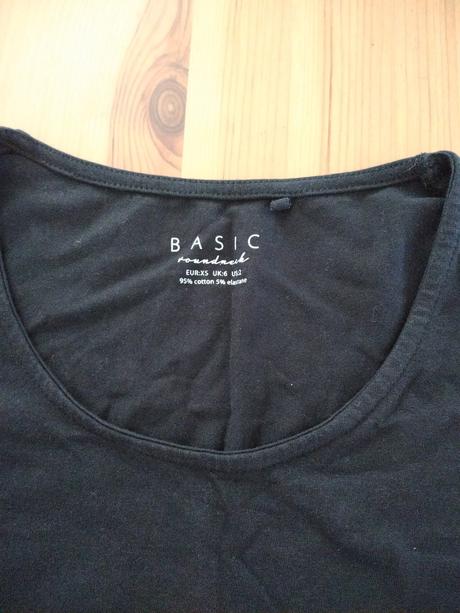 BASIC
roundneck
EUR:XS UK:6 US:2
95% cotton 5% elastane